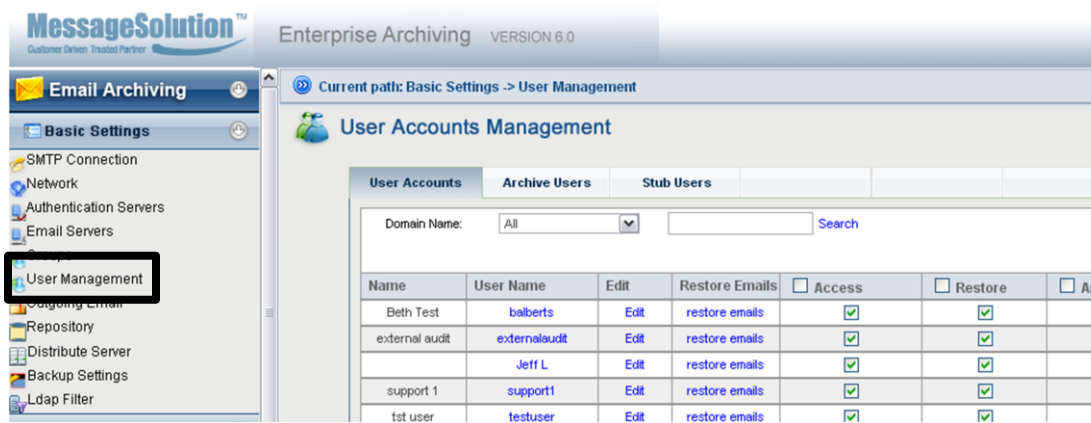 MessageSolution™
Customer Driven Trusted Partner
Enterprise Archiving VERSION 6.0
Email Archiving
Basic Settings
SMTP Connection
Network
Authentication Servers
Email Servers
Groups
User Management
Outgoing Email
Repository
Distribute Server
Backup Settings
Ldap Filter
Current path: Basic Settings -> User Management
User Accounts Management
User Accounts Archive Users Stub Users
Domain Name: All Search
Name User Name Edit Restore Emails Access Restore
Beth Test balberts Edit restore emails
external audit externalaudit Edit restore emails
Jeff L Edit restore emails
support 1 support1 Edit restore emails
tst user testuser Edit restore emails